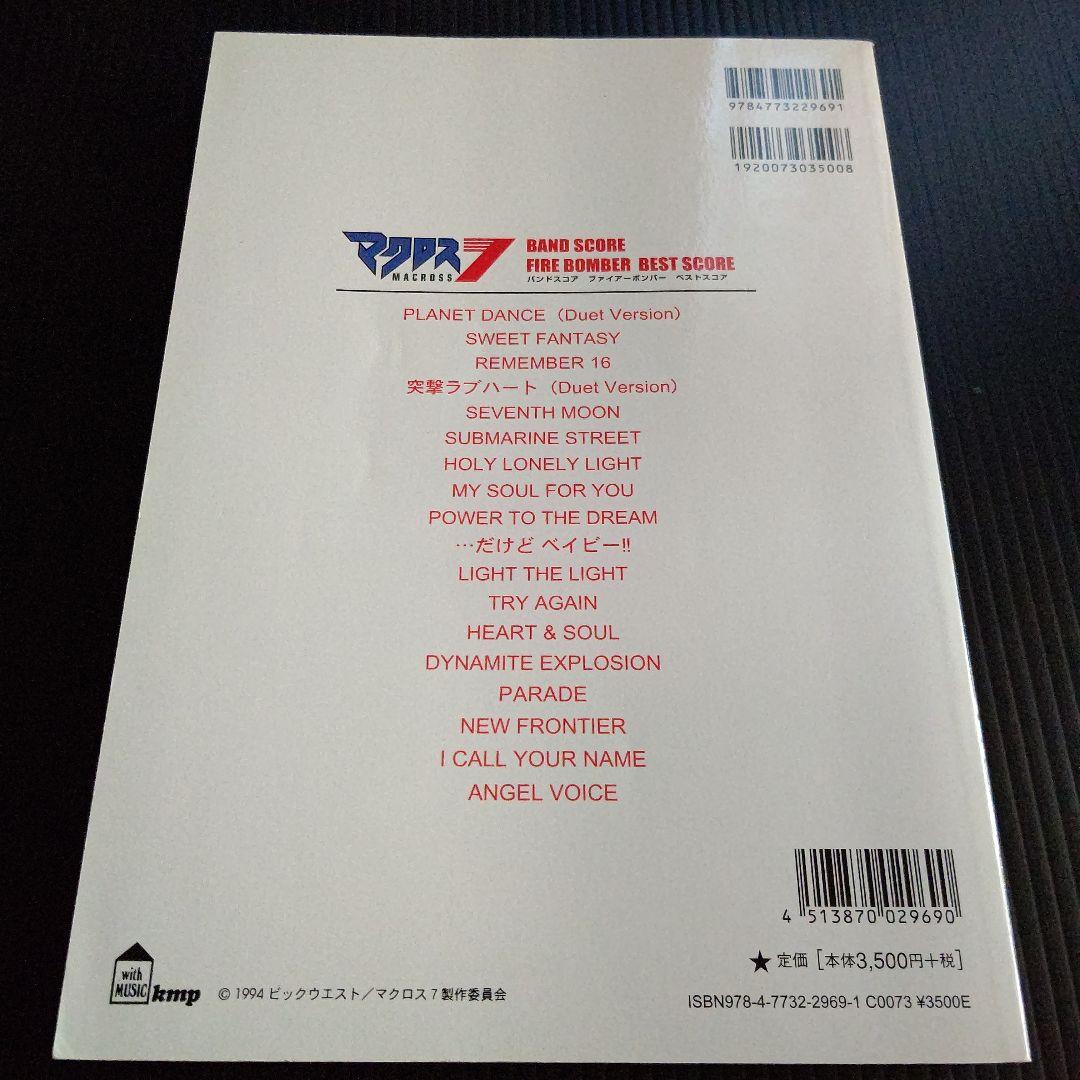 9784773229691
1920073035008
マクロス7
MACROSS
BAND SCORE
FIRE BOMBER BEST SCORE
バンドスコア ファイアーボンバー ベストスコア
PLANET DANCE（Duet Version）
SWEET FANTASY
REMEMBER 16
突撃ラブハート（Duet Version）
SEVENTH MOON
SUBMARINE STREET
HOLY LONELY LIGHT
MY SOUL FOR YOU
POWER TO THE DREAM
…だけど ベイビー!!
LIGHT THE LIGHT
TRY AGAIN
HEART & SOUL
DYNAMITE EXPLOSION
PARADE
NEW FRONTIER
I CALL YOUR NAME
ANGEL VOICE
4 513870 029690
★ 定価［本体3,500円+税］
with MUSIC kmp
© 1994 ビックウエスト／マクロス7製作委員会
ISBN978-4-7732-2969-1 C0073 ¥3500E